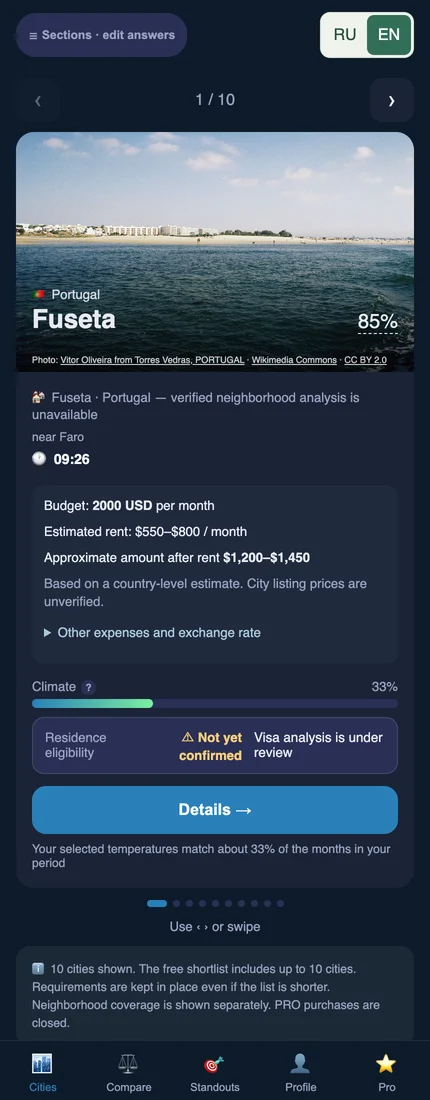 ≡ Sections · edit answers
RU EN
‹ 1 / 10 ›
Portugal
Fuseta
85%
Photo: Vitor Oliveira from Torres Vedras, PORTUGAL · Wikimedia Commons · CC BY 2.0
Fuseta · Portugal — verified neighborhood analysis is
unavailable
near Faro
09:26
Budget: 2000 USD per month
Estimated rent: $550–$800 / month
Approximate amount after rent $1,200–$1,450
Based on a country-level estimate. City listing prices are
unverified.
▶ Other expenses and exchange rate
Climate ? 33%
Residence
eligibility
⚠ Not yet
confirmed
Visa analysis is under
review
Details →
Your selected temperatures match about 33% of the months in your
period
Use ‹ › or swipe
10 cities shown. The free shortlist includes up to 10 cities.
Requirements are kept in place even if the list is shorter.
Neighborhood coverage is shown separately. PRO purchases are
closed.
Cities Compare Standouts Profile Pro